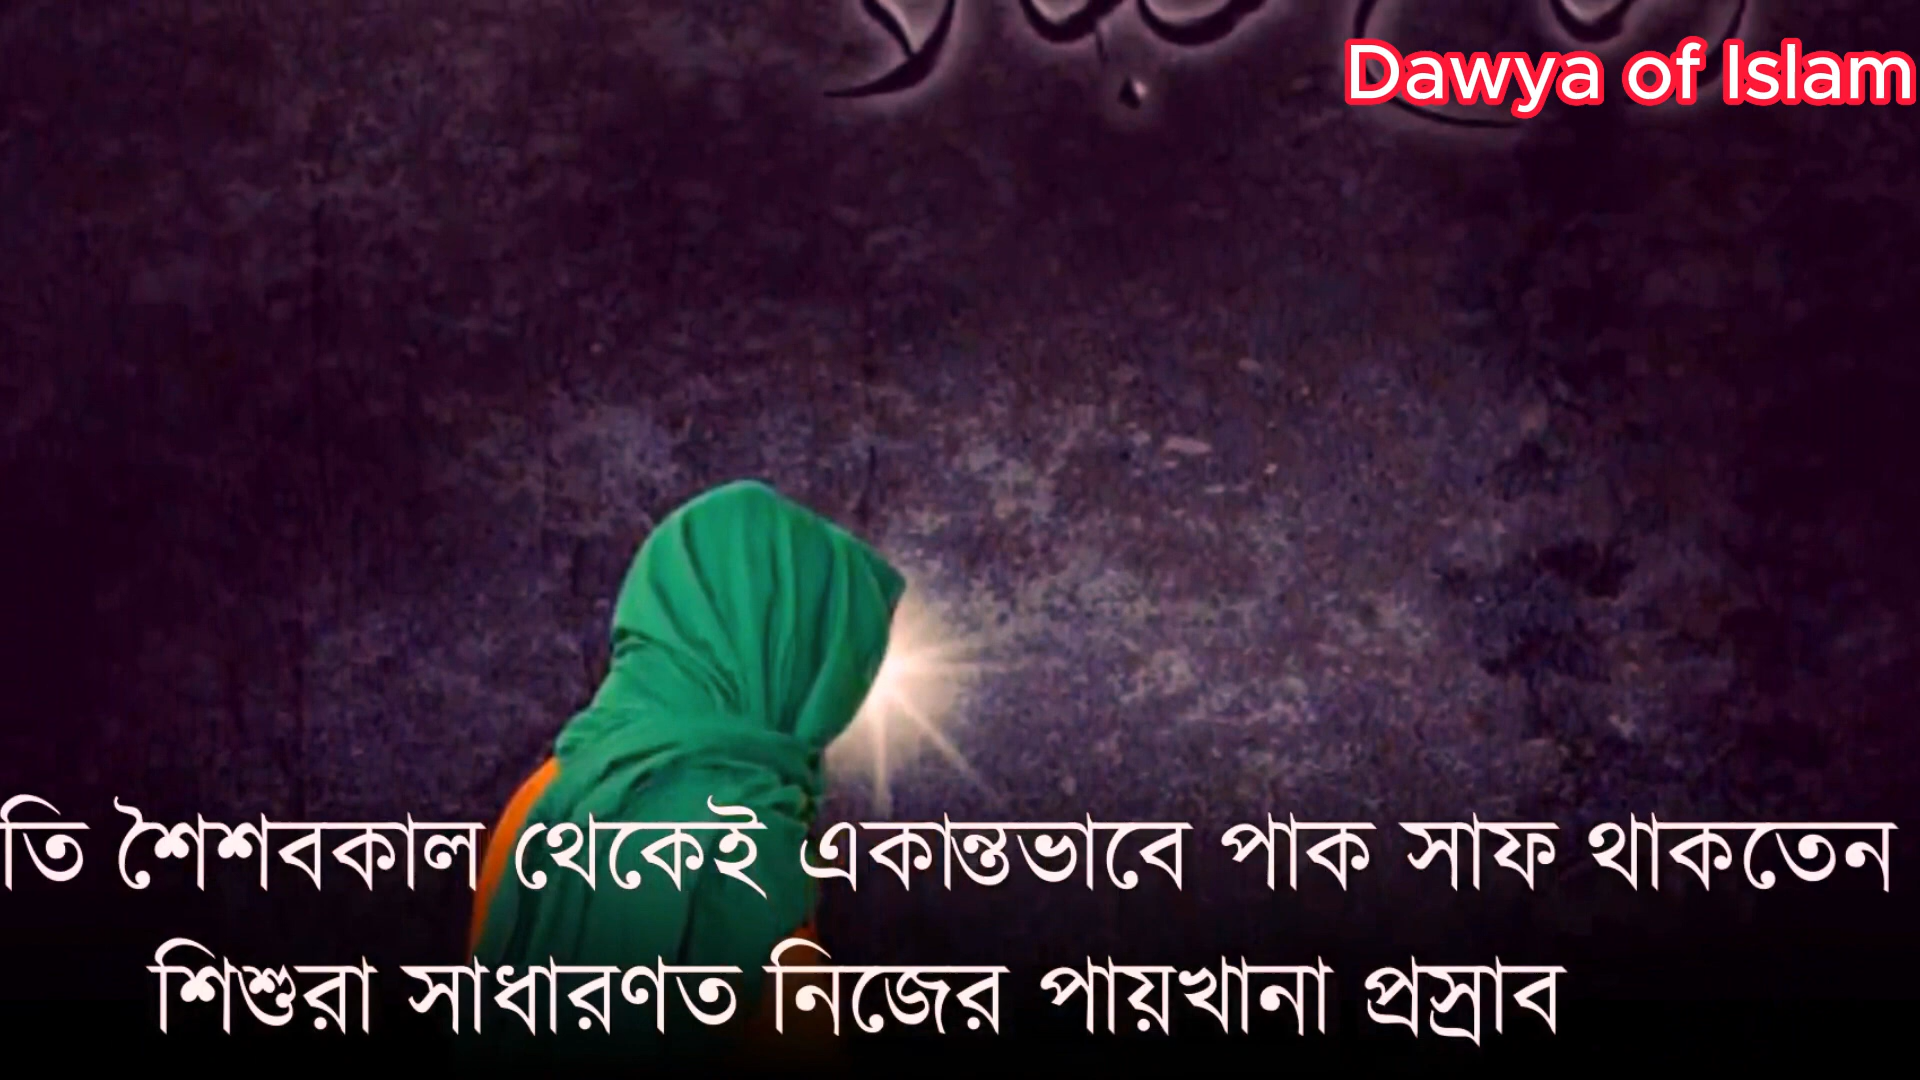 Dawya of Islam
তি শৈশবকাল থেকেই একান্তভাবে পাক সাফ থাকতেন
শিশুরা সাধারণত নিজের পায়খানা প্রস্রাব